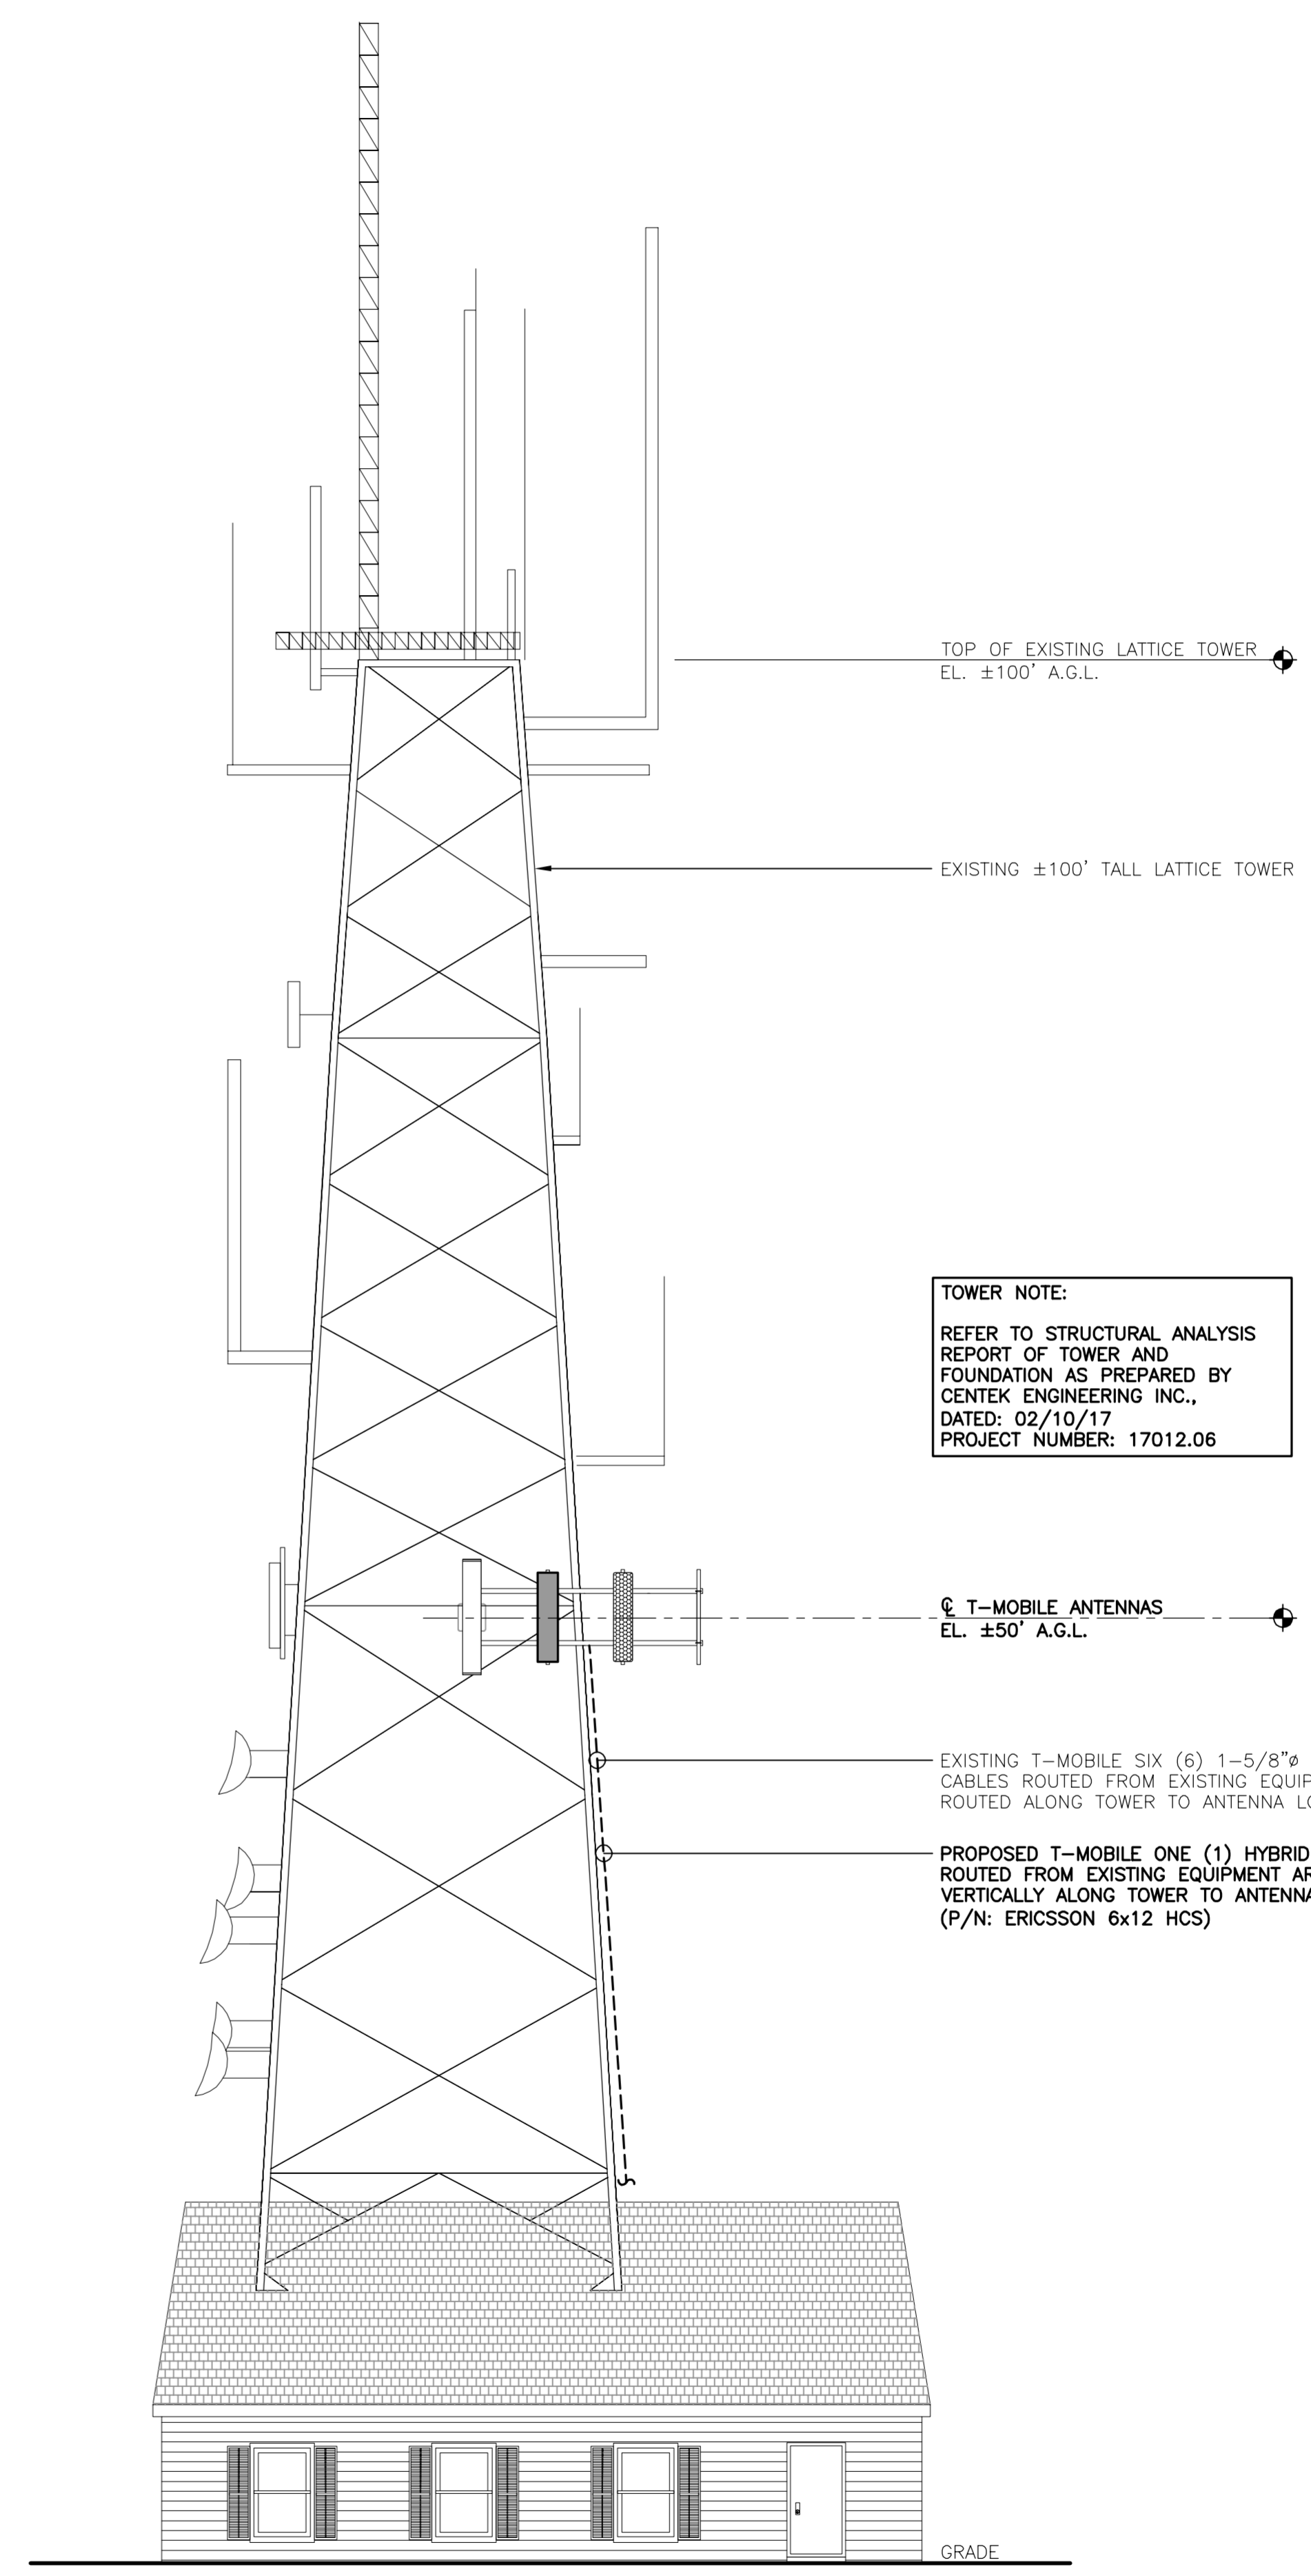 TOP OF EXISTING LATTICE TOWER
EL. ±100' A.G.L.
EXISTING ±100' TALL LATTICE TOWER
TOWER NOTE:
REFER TO STRUCTURAL ANALYSIS
REPORT OF TOWER AND
FOUNDATION AS PREPARED BY
CENTEK ENGINEERING INC.,
DATED: 02/10/17
PROJECT NUMBER: 17012.06
℄ T-MOBILE ANTENNAS
EL. ±50' A.G.L.
EXISTING T-MOBILE SIX (6) 1-5/8"ø
CABLES ROUTED FROM EXISTING
ROUTED ALONG TOWER TO ANTENNA
PROPOSED T-MOBILE ONE (1) HYBRID
ROUTED FROM EXISTING EQUIPMENT
VERTICALLY ALONG TOWER TO ANTENNA
(P/N: ERICSSON 6x12 HCS)
GRADE